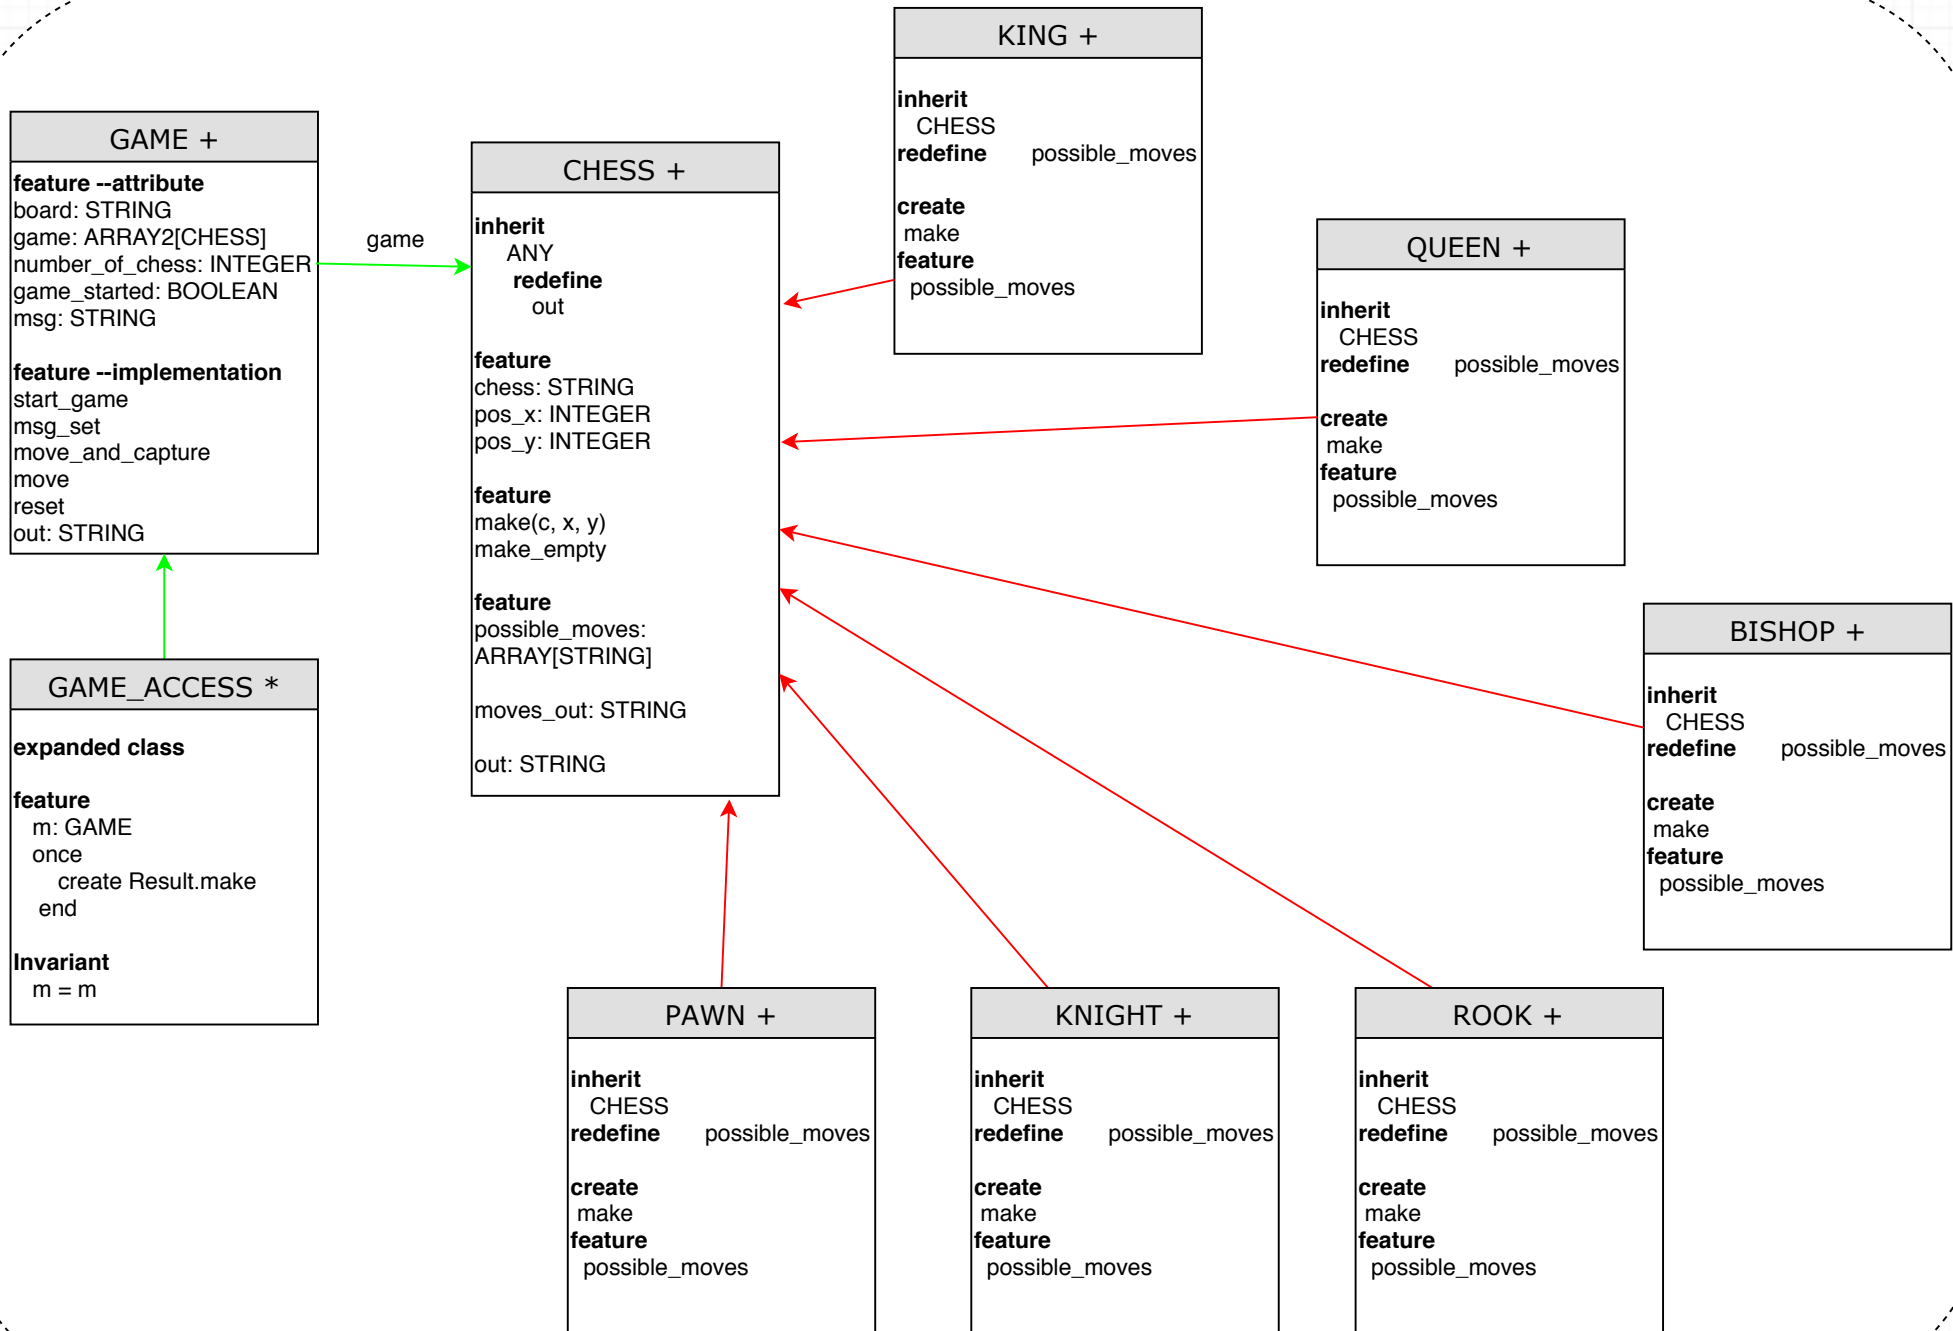 GAME +
feature --attribute
board: STRING
game: ARRAY2[CHESS]
number_of_chess: INTEGER
game_started: BOOLEAN
msg: STRING
feature --implementation
start_game
msg_set
move_and_capture
move
reset
out: STRING
game
GAME_ACCESS *
expanded class
feature
m: GAME
once
create Result.make
end
Invariant
m = m
CHESS +
inherit
ANY
redefine
out
feature
chess: STRING
pos_x: INTEGER
pos_y: INTEGER
feature
make(c, x, y)
make_empty
feature
possible_moves:
ARRAY[STRING]
moves_out: STRING
out: STRING
KING +
inherit
CHESS
redefine possible_moves
create
make
feature
possible_moves
QUEEN +
inherit
CHESS
redefine possible_moves
create
make
feature
possible_moves
BISHOP +
inherit
CHESS
redefine possible_moves
create
make
feature
possible_moves
PAWN +
inherit
CHESS
redefine possible_moves
create
make
feature
possible_moves
KNIGHT +
inherit
CHESS
redefine possible_moves
create
make
feature
possible_moves
ROOK +
inherit
CHESS
redefine possible_moves
create
make
feature
possible_moves